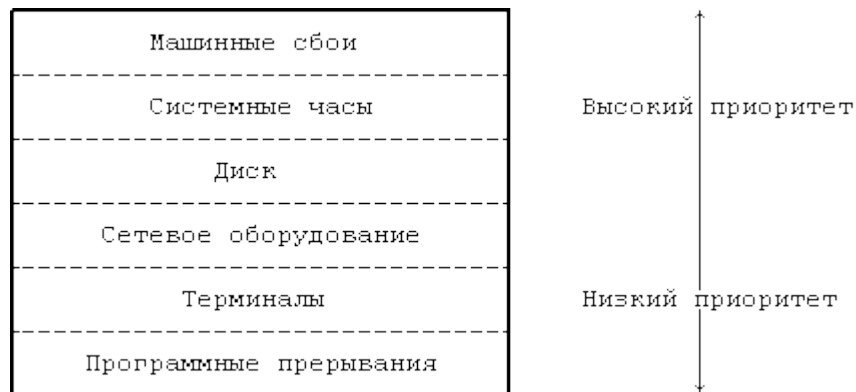 Машинные сбои
Системные часы
Высокий приоритет
Диск
Сетевое оборудование
Терминалы
Низкий приоритет
Программные прерывания